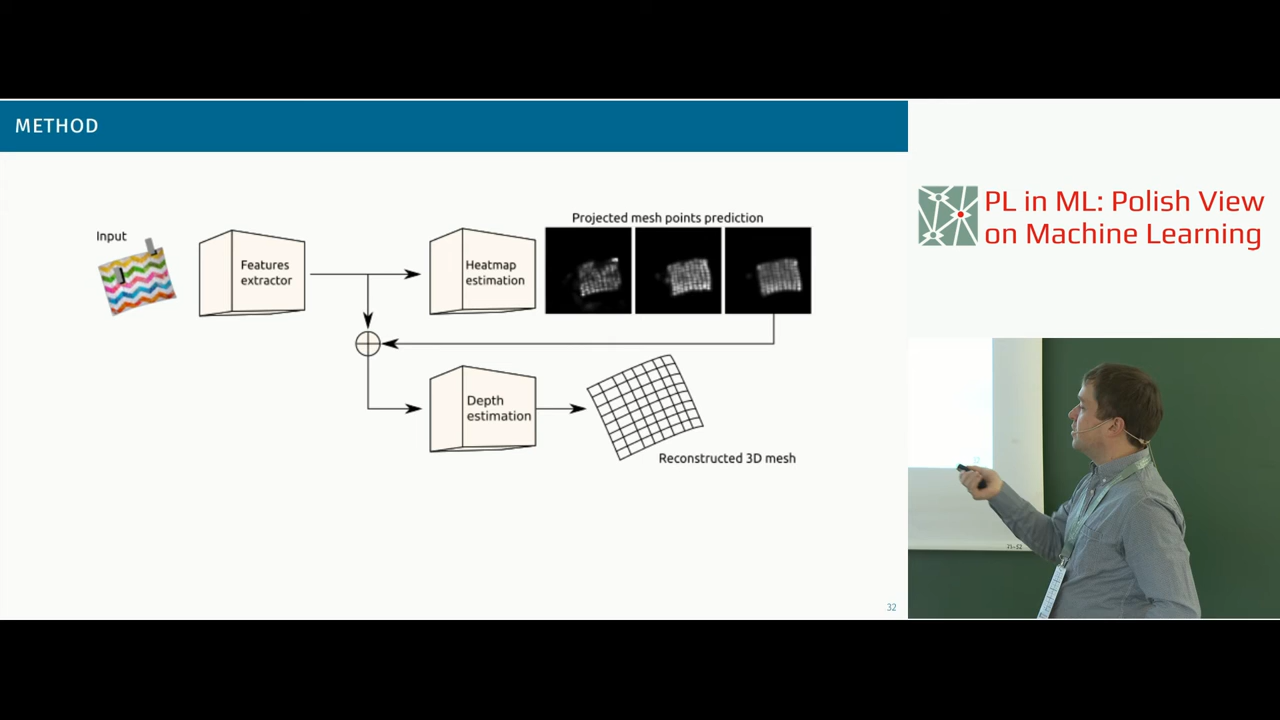 METHOD
Input
Features
extractor
Heatmap
estimation
Projected mesh points prediction
Depth
estimation
Reconstructed 3D mesh
32
PL in ML: Polish View
on Machine Learning